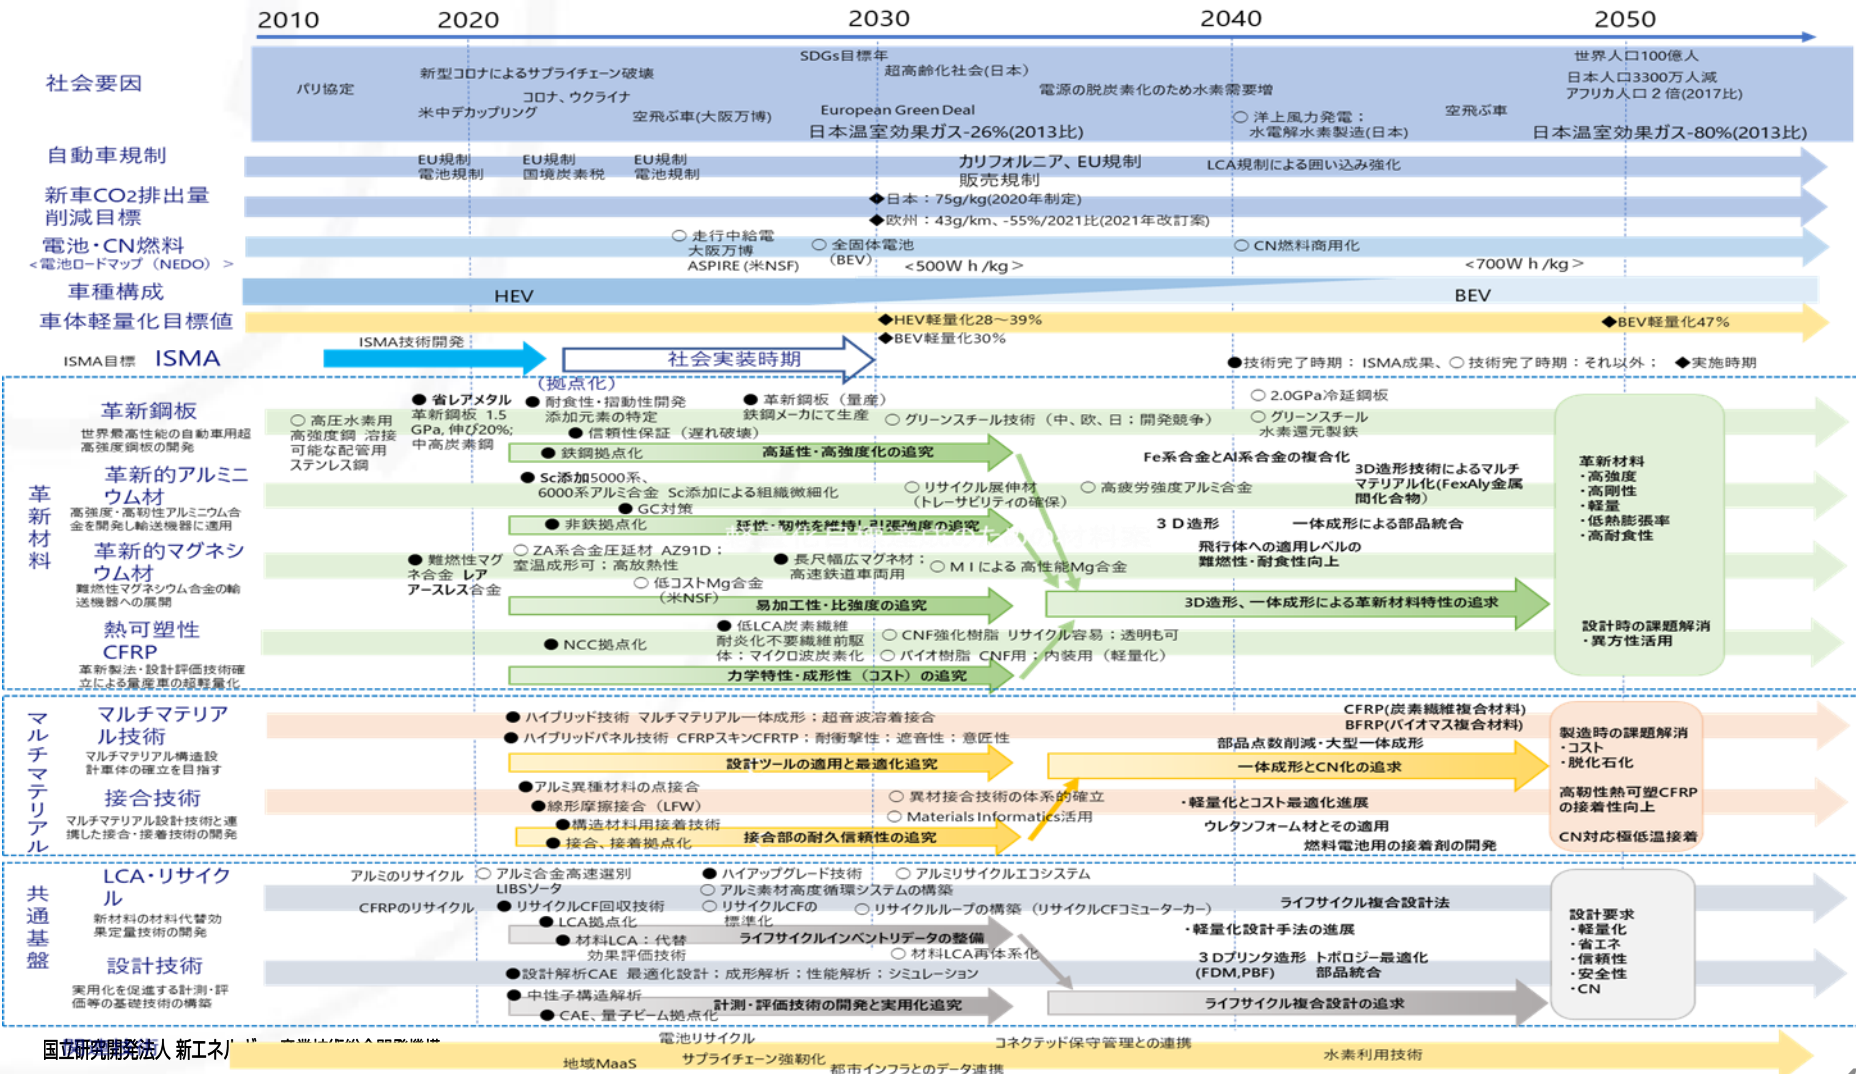 2010 2020 2030 2040 2050
社会要因
パリ協定
新型コロナによるサプライチェーン破壊
コロナ、ウクライナ
米中デカップリング
空飛ぶ車(大阪万博)
SDGs目標年
超高齢化社会(日本)
European Green Deal
日本温室効果ガス-26%(2013比)
電源の脱炭素化のため水素需要増
○ 洋上風力発電：
水電解水素製造(日本)
空飛ぶ車
世界人口100億人
日本人口3300万人減
アフリカ人口２倍(2017比)
日本温室効果ガス-80%(2013比)
自動車規制
EU規制
電池規制
EU規制
国境炭素税
EU規制
電池規制
カリフォルニア、EU規制
販売規制
LCA規制による囲い込み強化
新車CO2排出量
削減目標
◆日本：75g/kg(2020年制定)
◆欧州：43g/km、-55%/2021比(2021年改訂案)
電池・CN燃料
<電池ロードマップ（NEDO）>
○ 走行中給電
大阪万博
ASPIRE (米NSF)
○ 全固体電池
（BEV）
<500Ｗｈ/kg>
○ CN燃料商用化
<700Ｗｈ/kg>
車種構成
HEV
BEV
車体軽量化目標値
◆HEV軽量化28～39%
◆BEV軽量化30%
◆BEV軽量化47%
ISMA目標 ISMA
ISMA技術開発
社会実装時期
●技術完了時期：ISMA成果、○技術完了時期：それ以外； ◆実施時期
（拠点化）
革新材料
革新鋼板
世界最高性能の自動車用超
高強度鋼板の開発
○ 高圧水素用
高強度鋼 溶接
可能な配管用
ステンレス鋼
● 省レアメタル
革新鋼板 1.5
GPa, 伸び20%;
中高炭素鋼
● 耐食性・摺動性開発
添加元素の特定
● 信頼性保証（遅れ破壊）
● 鉄鋼拠点化
● 革新鋼板（量産）
鉄鋼メーカにて生産
○ グリーンスチール技術（中、欧、日：開発競争）
高延性・高強度化の追究
○ 2.0GPa冷延鋼板
○ グリーンスチール
水素還元製鉄
革新的アルミニ
ウム材
高強度・高靭性アルミニウム合
金を開発し輸送機器に適用
● Sc添加5000系、
6000系アルミ合金 Sc添加による組織微細化
● GC対策
● 非鉄拠点化
延性・靭性を維持し引張強度の追究
○ リサイクル展伸材
（トレーサビリティの確保）
○ 高疲労強度アルミ合金
Fe系合金とAl系合金の複合化
3D造形技術によるマルチ
マテリアル化(FexAly金属
間化合物）
３Ｄ造形
一体成形による部品統合
革新的マグネシ
ウム材
難燃性マグネシウム合金の輸
送機器への展開
● 難燃性マグ
ネ合金 レア
アースレス合金
○ ZA系合金圧延材 AZ91D：
室温成形可；高放熱性
○ 低コストMg合金
（米NSF）
● 長尺幅広マグネ材：
高速鉄道車両用
○ ＭＩによる 高性能Mg合金
易加工性・比強度の追究
飛行体への適用レベルの
難燃性・耐食性向上
3D造形、一体成形による革新材料特性の追求
熱可塑性
CFRP
革新製法・設計評価技術確
立による量産車の超軽量化
● NCC拠点化
● 低LCA炭素繊維
耐炎化不要繊維前駆
体；マイクロ波炭素化
○ CNF強化樹脂 リサイクル容易；透明も可
○ バイオ樹脂 CNF用；内装用（軽量化）
力学特性・成形性（コスト）の追究
革新材料
・高強度
・高剛性
・軽量
・低熱膨張率
・高耐食性
設計時の課題解消
・異方性活用
マルチマテリアル
マルチマテリア
ル技術
マルチマテリアル構造設
計車体の確立を目指す
● ハイブリッド技術 マルチマテリアル一体成形；超音波溶着接合
● ハイブリッドパネル技術 CFRPスキンCFRTP；耐衝撃性；遮音性；意匠性
設計ツールの適用と最適化追究
CFRP(炭素繊維複合材料)
BFRP(バイオマス複合材料)
部品点数削減・大型一体成形
一体成形とCN化の追求
接合技術
マルチマテリアル設計技術と連
携した接合・接着技術の開発
●アルミ異種材料の点接合
●線形摩擦接合（LFW）
●構造材料用接着技術
● 接合、接着拠点化
接合部の耐久信頼性の追究
○ 異材接合技術の体系的確立
○ Materials Informatics活用
・軽量化とコスト最適化進展
ウレタンフォーム材とその適用
燃料電池用の接着剤の開発
製造時の課題解消
・コスト
・脱化石化
高靭性熱可塑CFRP
の接着性向上
CN対応極低温接着
共通基盤
LCA・リサイク
ル
新材料の材料代替効
果定量技術の開発
アルミのリサイクル
○ アルミ合金高速選別
LIBSソータ
CFRPのリサイクル
● リサイクルCF回収技術
● LCA拠点化
● 材料LCA：代替
効果評価技術
● ハイアップグレード技術
○ アルミ素材高度循環システムの構築
○ リサイクルCFの
標準化
○ アルミリサイクルエコシステム
○ リサイクルループの構築（リサイクルCFコミューターカー）
ライフサイクルインベントリデータの整備
○ 材料LCA再体系化
ライフサイクル複合設計法
・軽量化設計手法の進展
設計技術
実用化を促進する計測・評
価等の基礎技術の構築
●設計解析CAE 最適化設計；成形解析；性能解析；シミュレーション
● 中性子構造解析
● CAE、量子ビーム拠点化
計測・評価技術の開発と実用化追究
３Ｄプリンタ造形 トポロジー最適化
(FDM,PBF) 部品統合
ライフサイクル複合設計の追求
設計要求
・軽量化
・省エネ
・信頼性
・安全性
・CN
国立研究開発法人 新エネルギー
電池リサイクル
地域MaaS
サプライチェーン強靭化
都市インフラとのデータ連携
コネクテッド保守管理との連携
水素利用技術